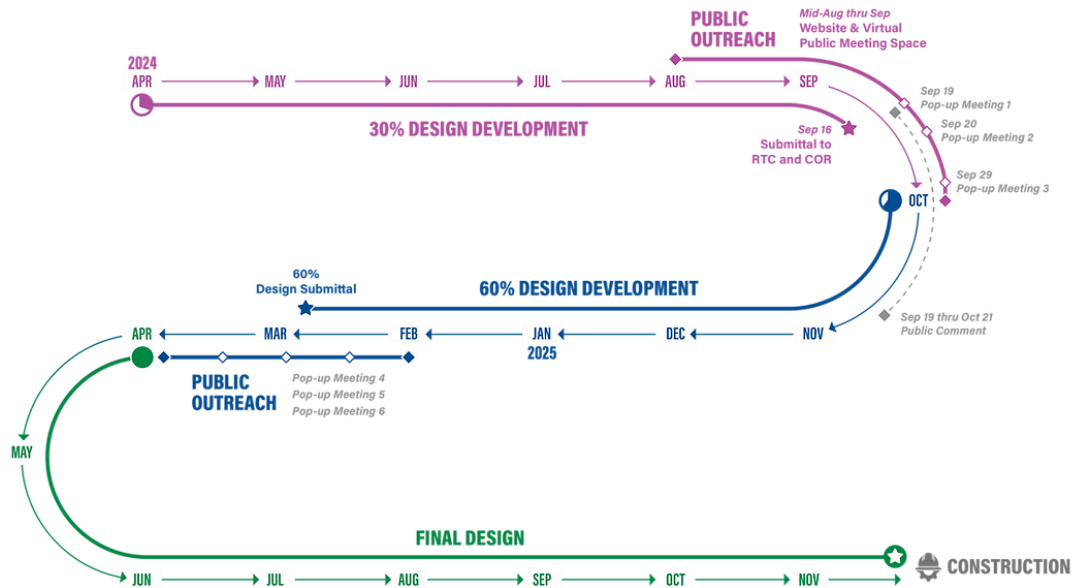 PUBLIC
OUTREACH
Mid-Aug thru Sep
Website & Virtual
Public Meeting Space
2024
APR
MAY
JUN
JUL
AUG
SEP
Sep 19
Pop-up Meeting 1
30% DESIGN DEVELOPMENT
Sep 16
Submittal to
RTC and COR
Sep 20
Pop-up Meeting 2
Sep 29
Pop-up Meeting 3
OCT
60%
Design Submittal
60% DESIGN DEVELOPMENT
Sep 19 thru Oct 21
Public Comment
APR
MAR
FEB
JAN
2025
DEC
NOV
PUBLIC
OUTREACH
Pop-up Meeting 4
Pop-up Meeting 5
Pop-up Meeting 6
MAY
FINAL DESIGN
JUN
JUL
AUG
SEP
OCT
NOV
CONSTRUCTION